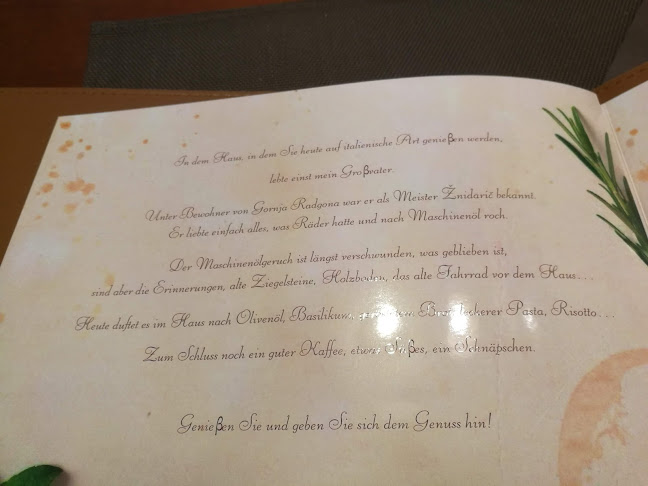 In dem Haus, in dem Sie heute auf italienische Art genießen werden,
lebte einst mein Großvater.
Unter Bewohner von Gornja Radgona war er als Meister Žnidarič bekannt.
Er liebte einfach alles, was Räder hatte und nach Maschinenöl roch.
Der Maschinenölgeruch ist längst verschwunden, was geblieben ist,
sind aber die Erinnerungen, alte Ziegelsteine, Holzboden, das alte Fahrrad vor dem Haus...
Heute duftet es im Haus nach Olivenöl, Basilikum, Pasta, Risotto...
Zum Schluss noch ein guter Kaffee, etwas Süßes, ein Schnäpschen.
Genießen Sie und geben Sie sich dem Genuss hin!